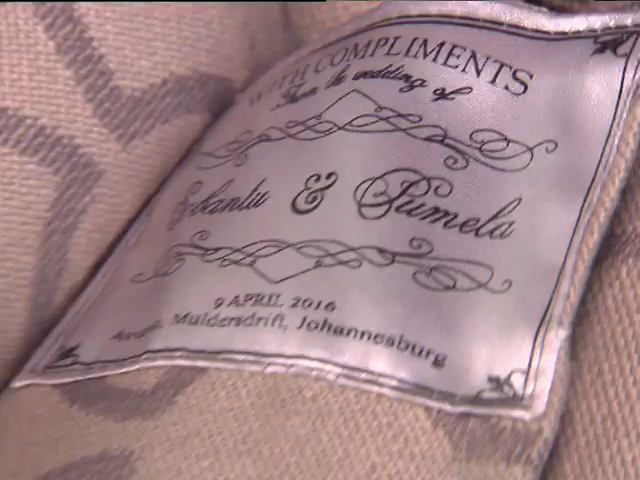 WITH COMPLIMENTS
From the wedding of
& Pumela
9 APRIL 2016
Muldersdrift, Johannesburg